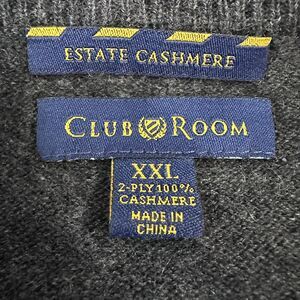 ESTATE CASHMERE
CLUB ROOM
XXL
2-PLY 100%
CASHMERE
MADE IN
CHINA